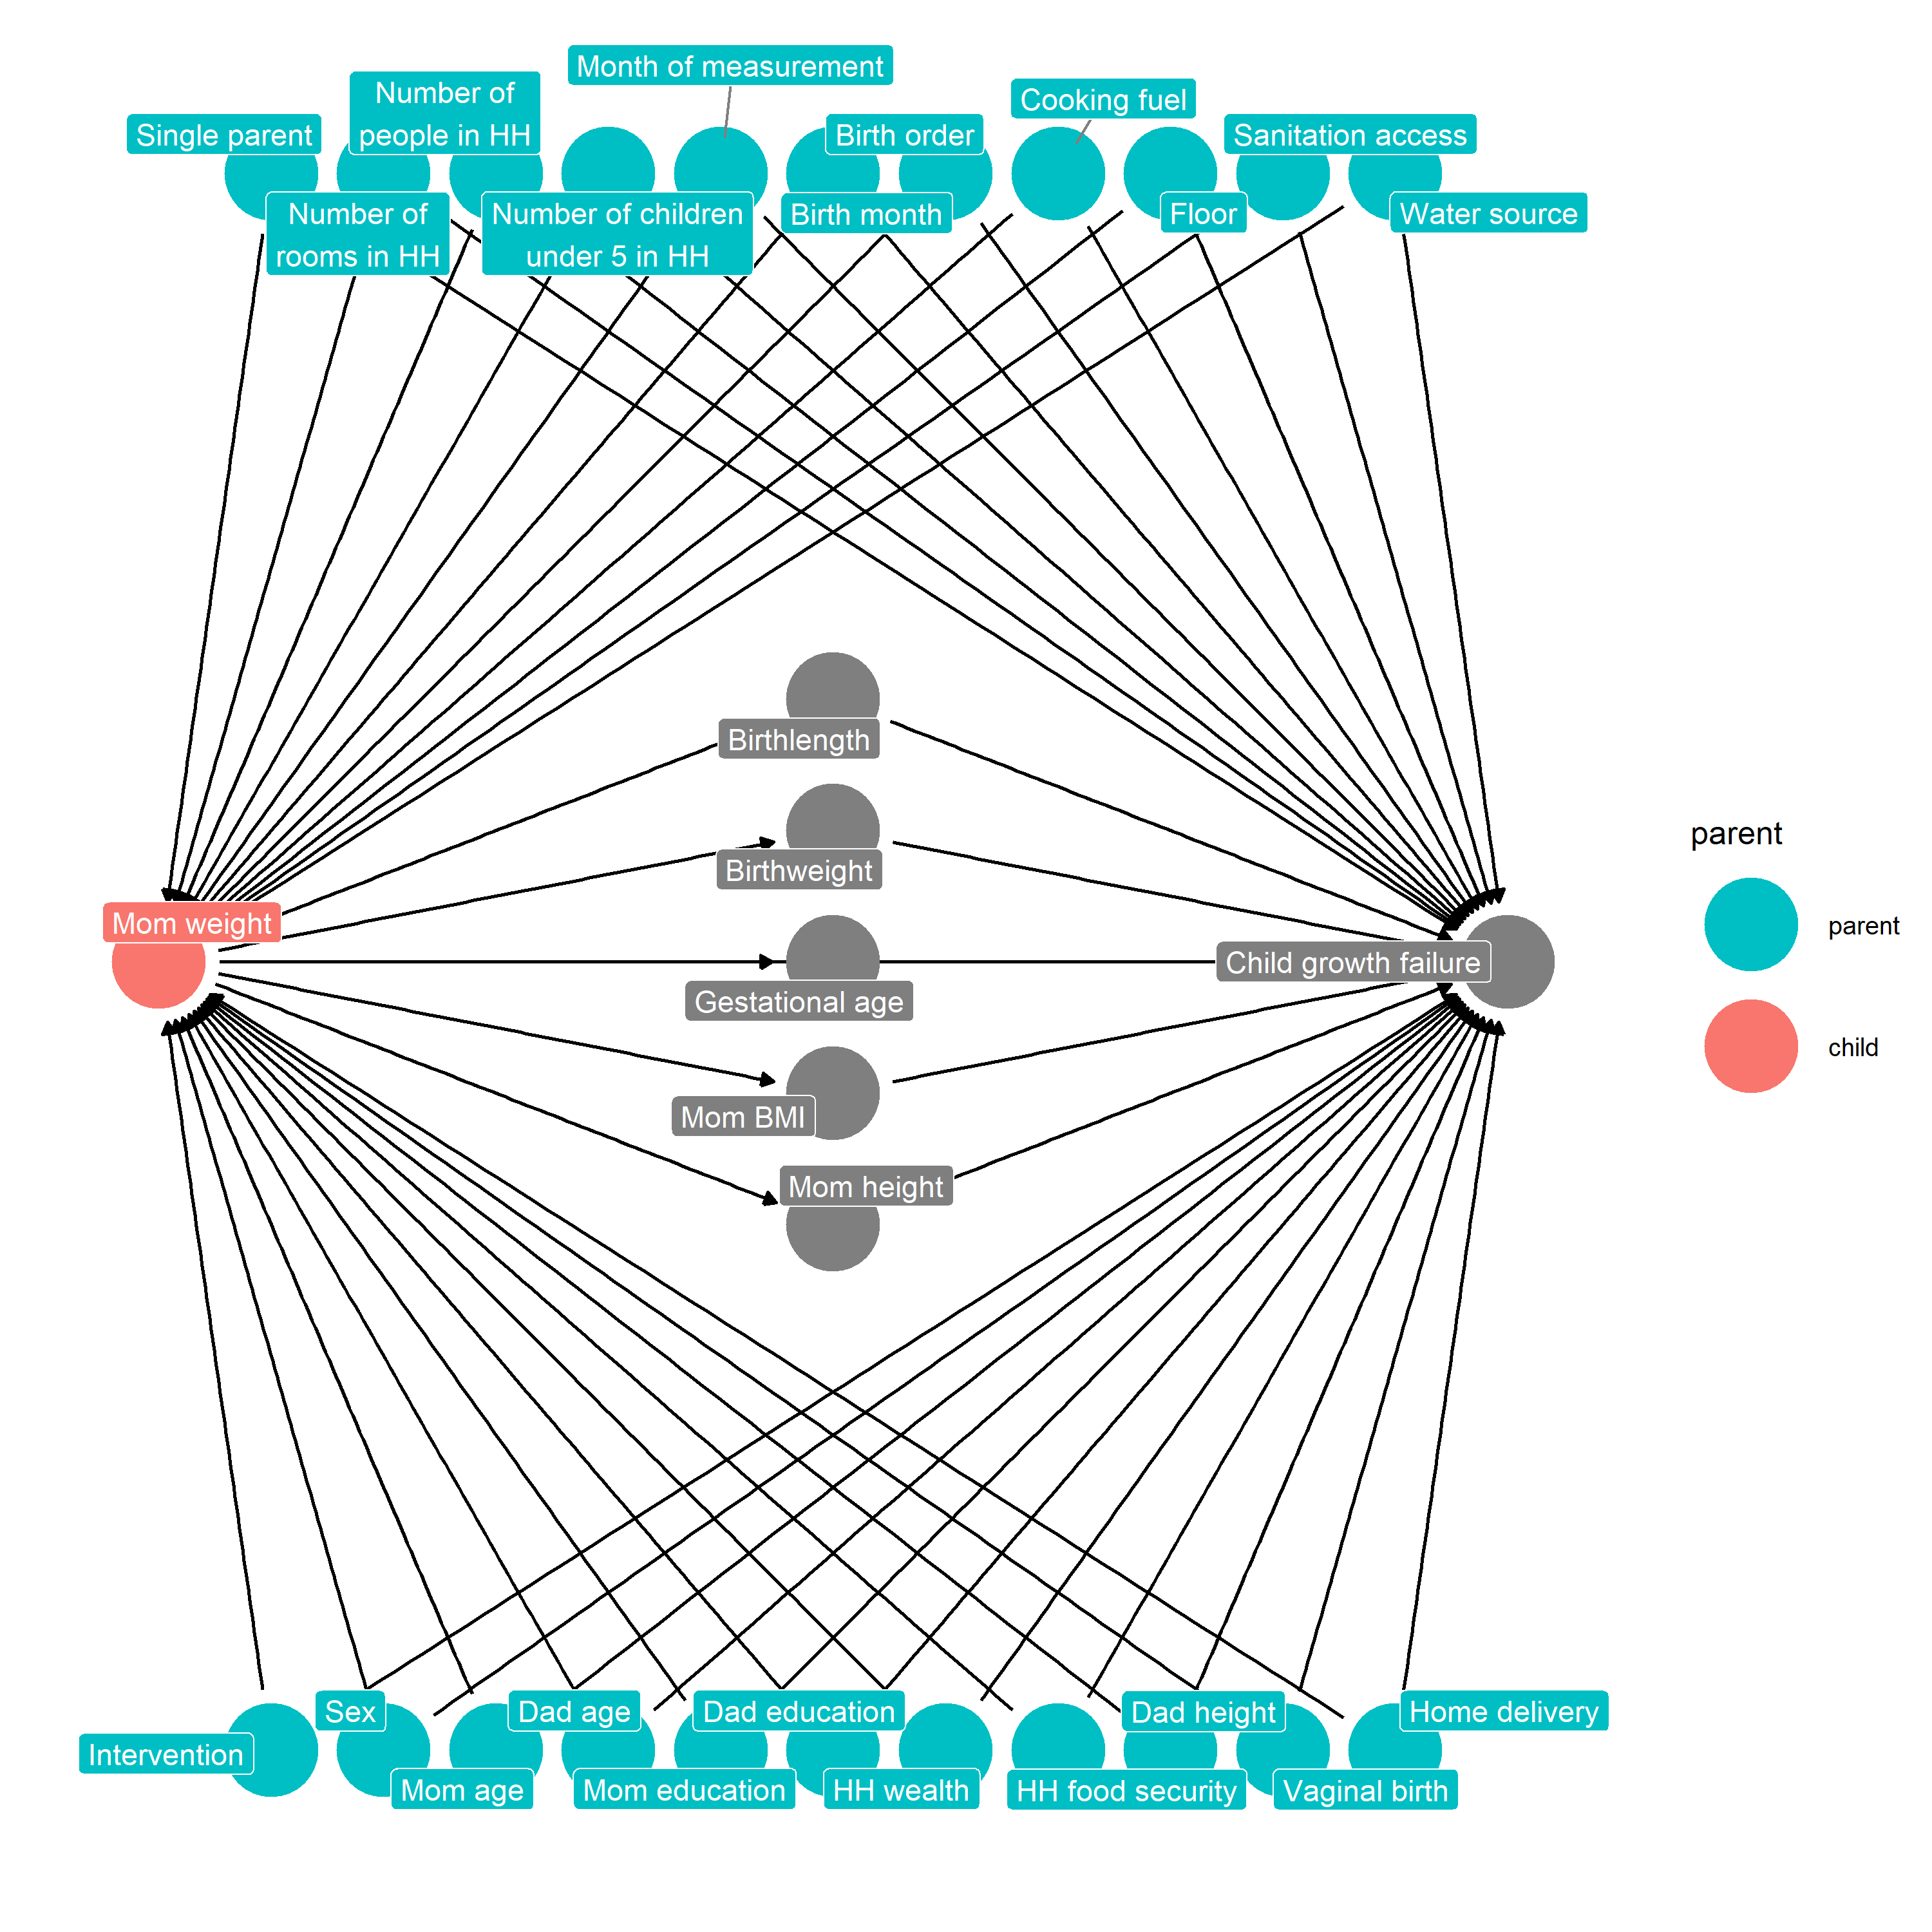 Month of measurement
Number of
people in HH
Cooking fuel
Single parent
Birth order
Sanitation access
Number of
rooms in HH
Number of children
under 5 in HH
Birth month
Floor
Water source
Birthlength
Birthweight
Mom weight
Child growth failure
Gestational age
Mom BMI
Mom height
parent
parent
child
Sex
Dad age
Dad education
Dad height
Home delivery
Intervention
Mom age
Mom education
HH wealth
HH food security
Vaginal birth